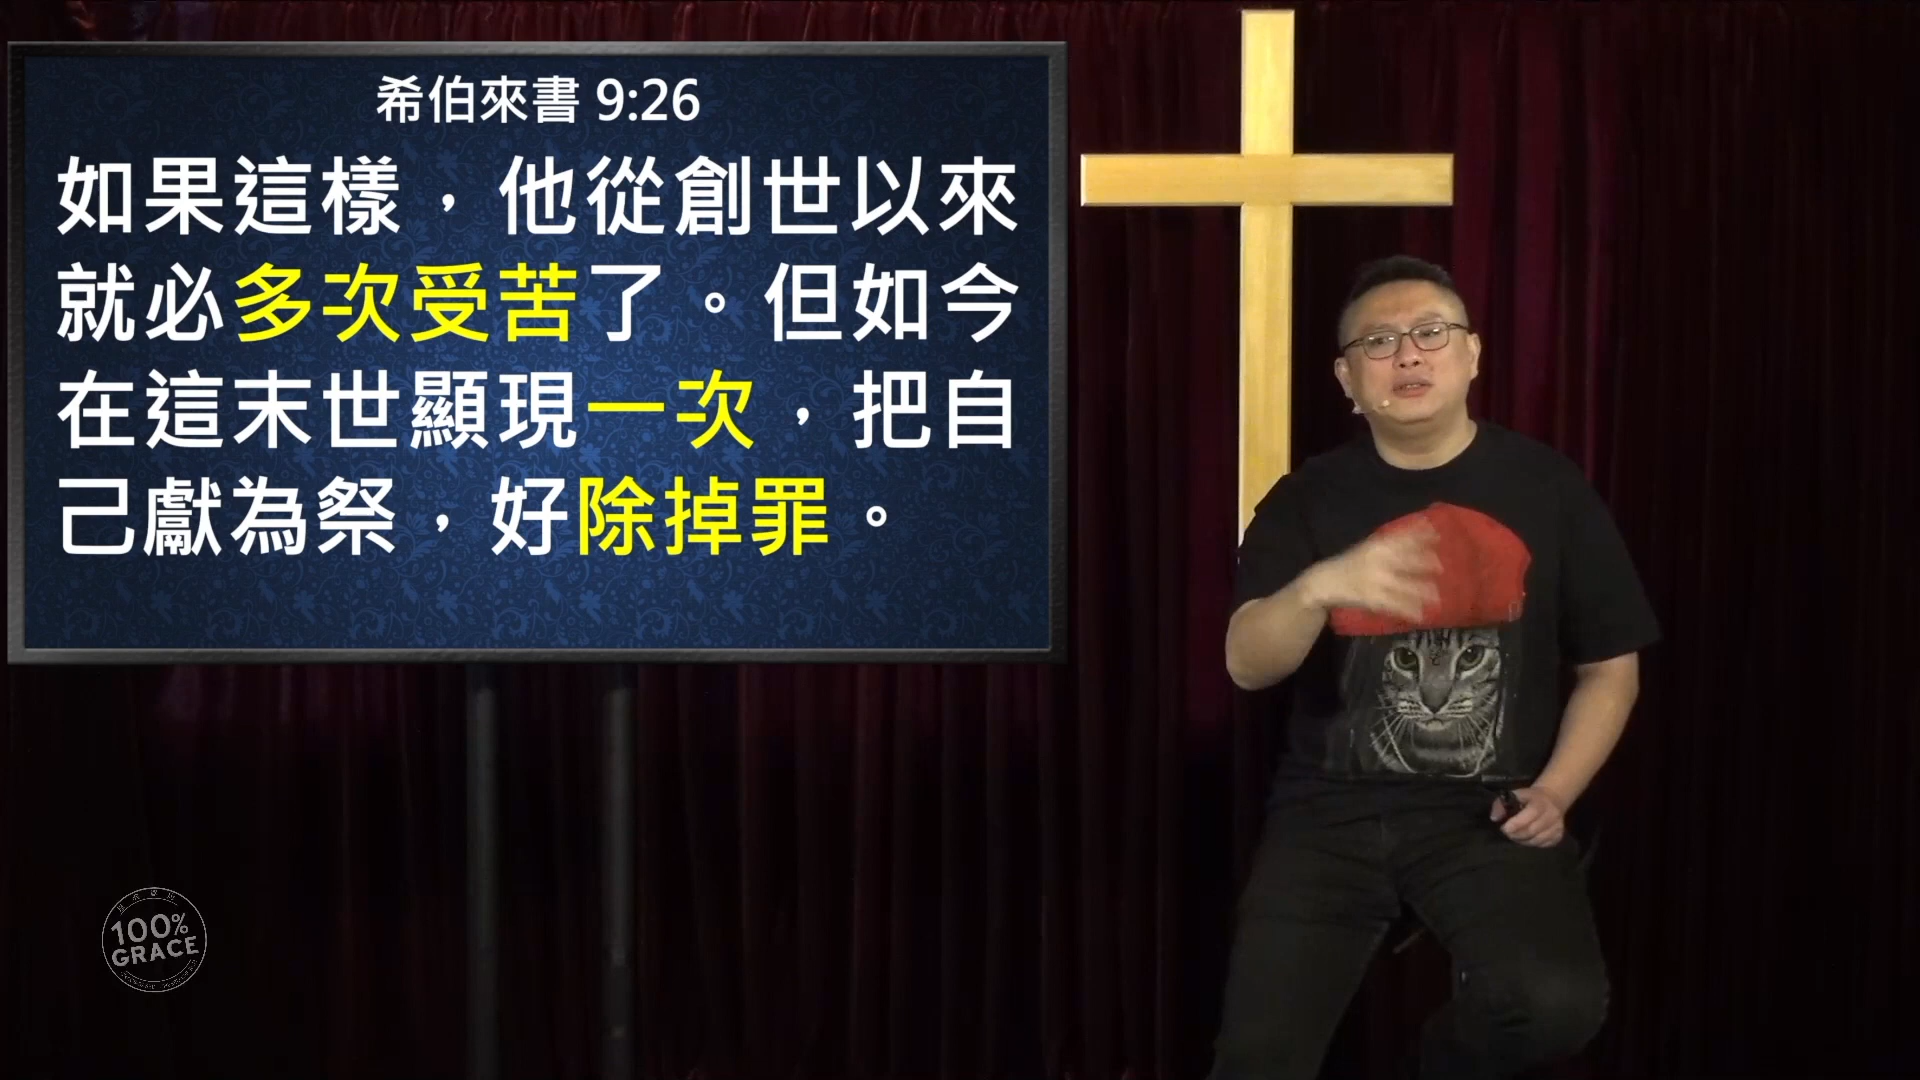 希伯來書 9:26
如果這樣，他從創世以來
就必多次受苦了。但如今
在這末世顯現一次，把自
己獻為祭，好除掉罪。
100%
GRACE